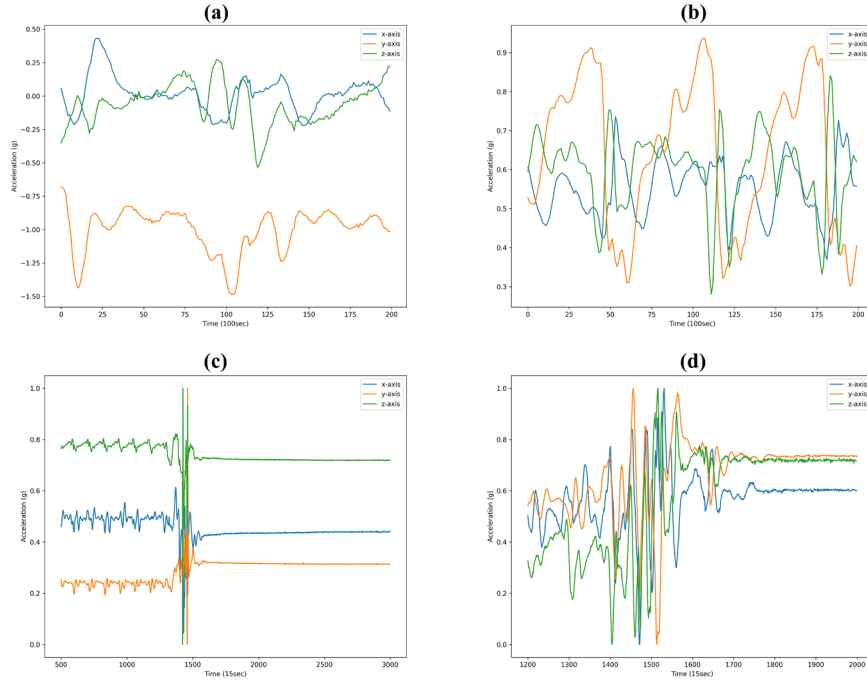 (a)
x-axis
y-axis
z-axis
0.50
0.25
0.00
−0.25
−0.50
−0.75
−1.00
−1.25
−1.50
Acceleration (g)
0 25 50 75 100 125 150 175 200
Time (100sec)
(b)
x-axis
y-axis
z-axis
0.9
0.8
0.7
0.6
0.5
0.4
0.3
Acceleration (g)
0 25 50 75 100 125 150 175 200
Time (100sec)
(c)
x-axis
y-axis
z-axis
1.0
0.8
0.6
0.4
0.2
0.0
Acceleration (g)
500 1000 1500 2000 2500 3000
Time (15sec)
(d)
x-axis
y-axis
z-axis
1.0
0.8
0.6
0.4
0.2
0.0
Acceleration (g)
1200 1300 1400 1500 1600 1700 1800 1900 2000
Time (15sec)